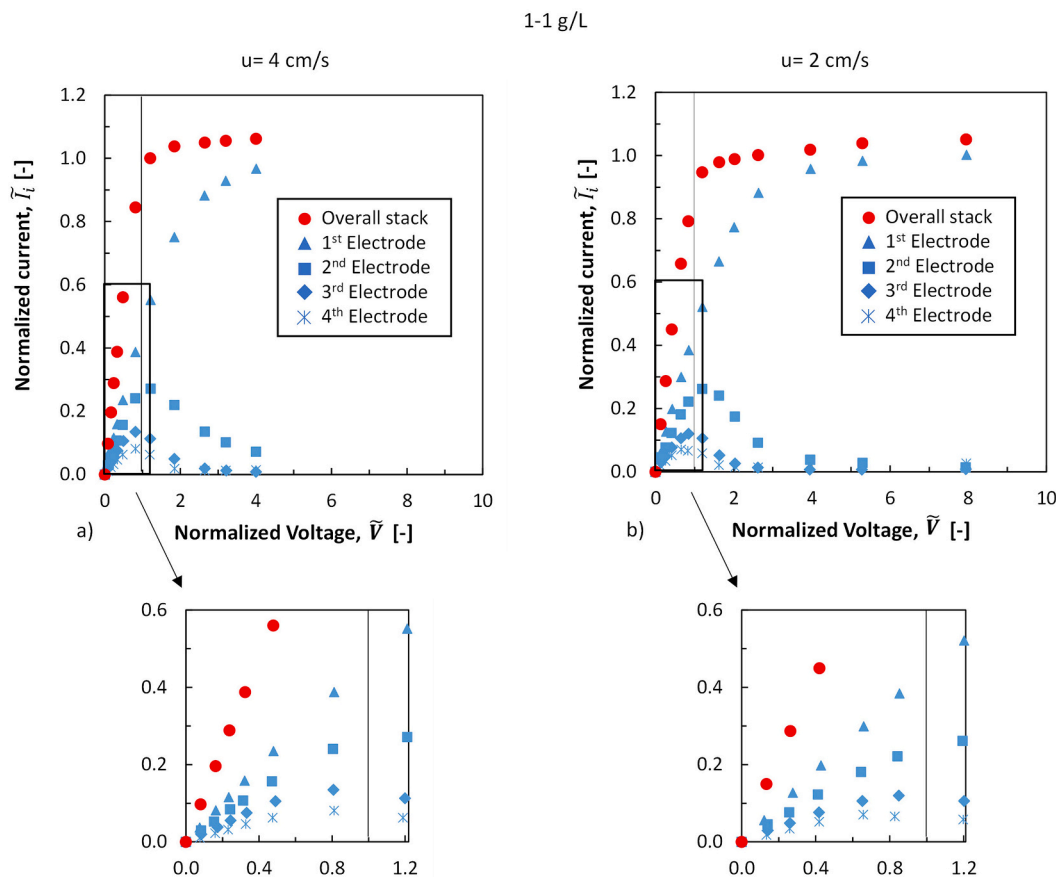 1-1 g/L
u= 4 cm/s
1.2
1.0
0.8
0.6
0.4
0.2
0.0
Normalized current, Ĩᵢ [-]
Overall stack
1st Electrode
2nd Electrode
3rd Electrode
4th Electrode
0 2 4 6 8 10
a) Normalized Voltage, Ṽ [-]
0.6
0.4
0.2
0.0
0.0 0.4 0.8 1.2
u= 2 cm/s
1.2
1.0
0.8
0.6
0.4
0.2
0.0
Normalized current, Ĩᵢ [-]
Overall stack
1st Electrode
2nd Electrode
3rd Electrode
4th Electrode
0 2 4 6 8 10
b) Normalized Voltage, Ṽ [-]
0.6
0.4
0.2
0.0
0.0 0.4 0.8 1.2